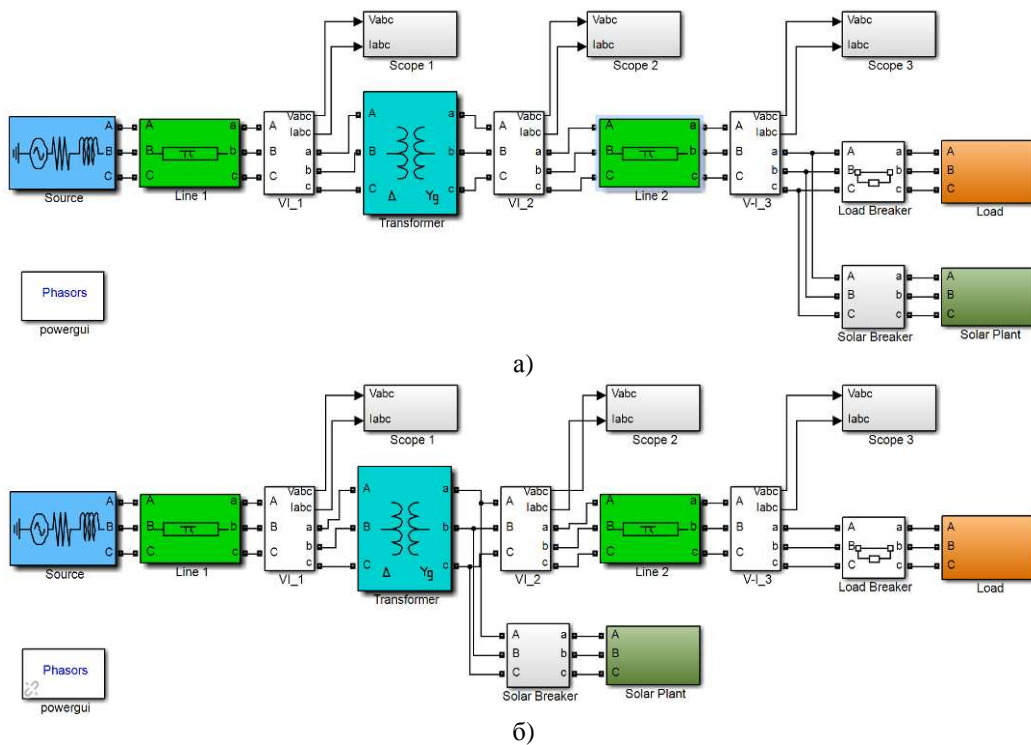 Vabc
Iabc
Scope 1
Vabc
Iabc
Scope 2
Vabc
Iabc
Scope 3
A
B
C
Source
A a
B b
C c
Line 1
Vabc
A Iabc
B a
b
C c
VI_1
A a
B b
C c
Δ Yg
Transformer
Vabc
A Iabc
B a
b
C c
VI_2
A a
B b
C c
Line 2
Vabc
A Iabc
B a
b
C c
V-I_3
A a
B b
C c
Load Breaker
A
B
C
Load
Phasors
powergui
A a
B b
C c
Solar Breaker
A
b
c
Solar Plant
а)
Vabc
Iabc
Scope 1
Vabc
Iabc
Scope 2
Vabc
Iabc
Scope 3
A
B
C
Source
A a
B b
C c
Line 1
Vabc
A Iabc
B a
b
C c
VI_1
A a
B b
C c
Δ Yg
Transformer
Vabc
A Iabc
B a
b
C c
VI_2
A a
B b
C c
Line 2
Vabc
A Iabc
B a
b
C c
V-I_3
A a
B b
C c
Load Breaker
A
B
C
Load
Phasors
powergui
A a
B b
C c
Solar Breaker
A
B
C
Solar Plant
б)